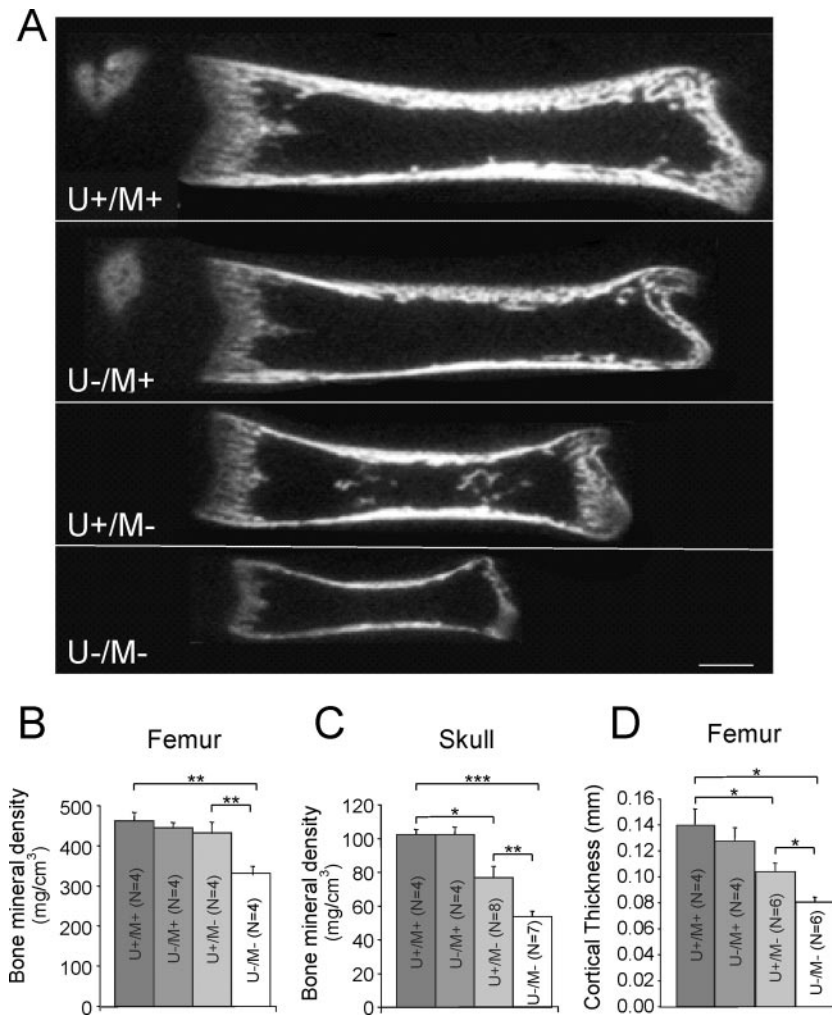 A
U+/M+
U-/M+
U+/M-
U-/M-
B
Femur
**
**
Bone mineral density
(mg/cm³)
500
400
300
200
100
0
U+/M+ (N=4)
U-/M+ (N=4)
U+/M- (N=4)
U-/M- (N=4)
C
Skull
***
*
**
Bone mineral density
(mg/cm³)
120
100
80
60
40
20
0
U+/M+ (N=4)
U-/M+ (N=4)
U+/M- (N=8)
U-/M- (N=7)
D
Femur
*
*
*
Cortical Thickness (mm)
0.16
0.14
0.12
0.10
0.08
0.06
0.04
0.02
0.00
U+/M+ (N=4)
U-/M+ (N=4)
U+/M- (N=6)
U-/M- (N=6)